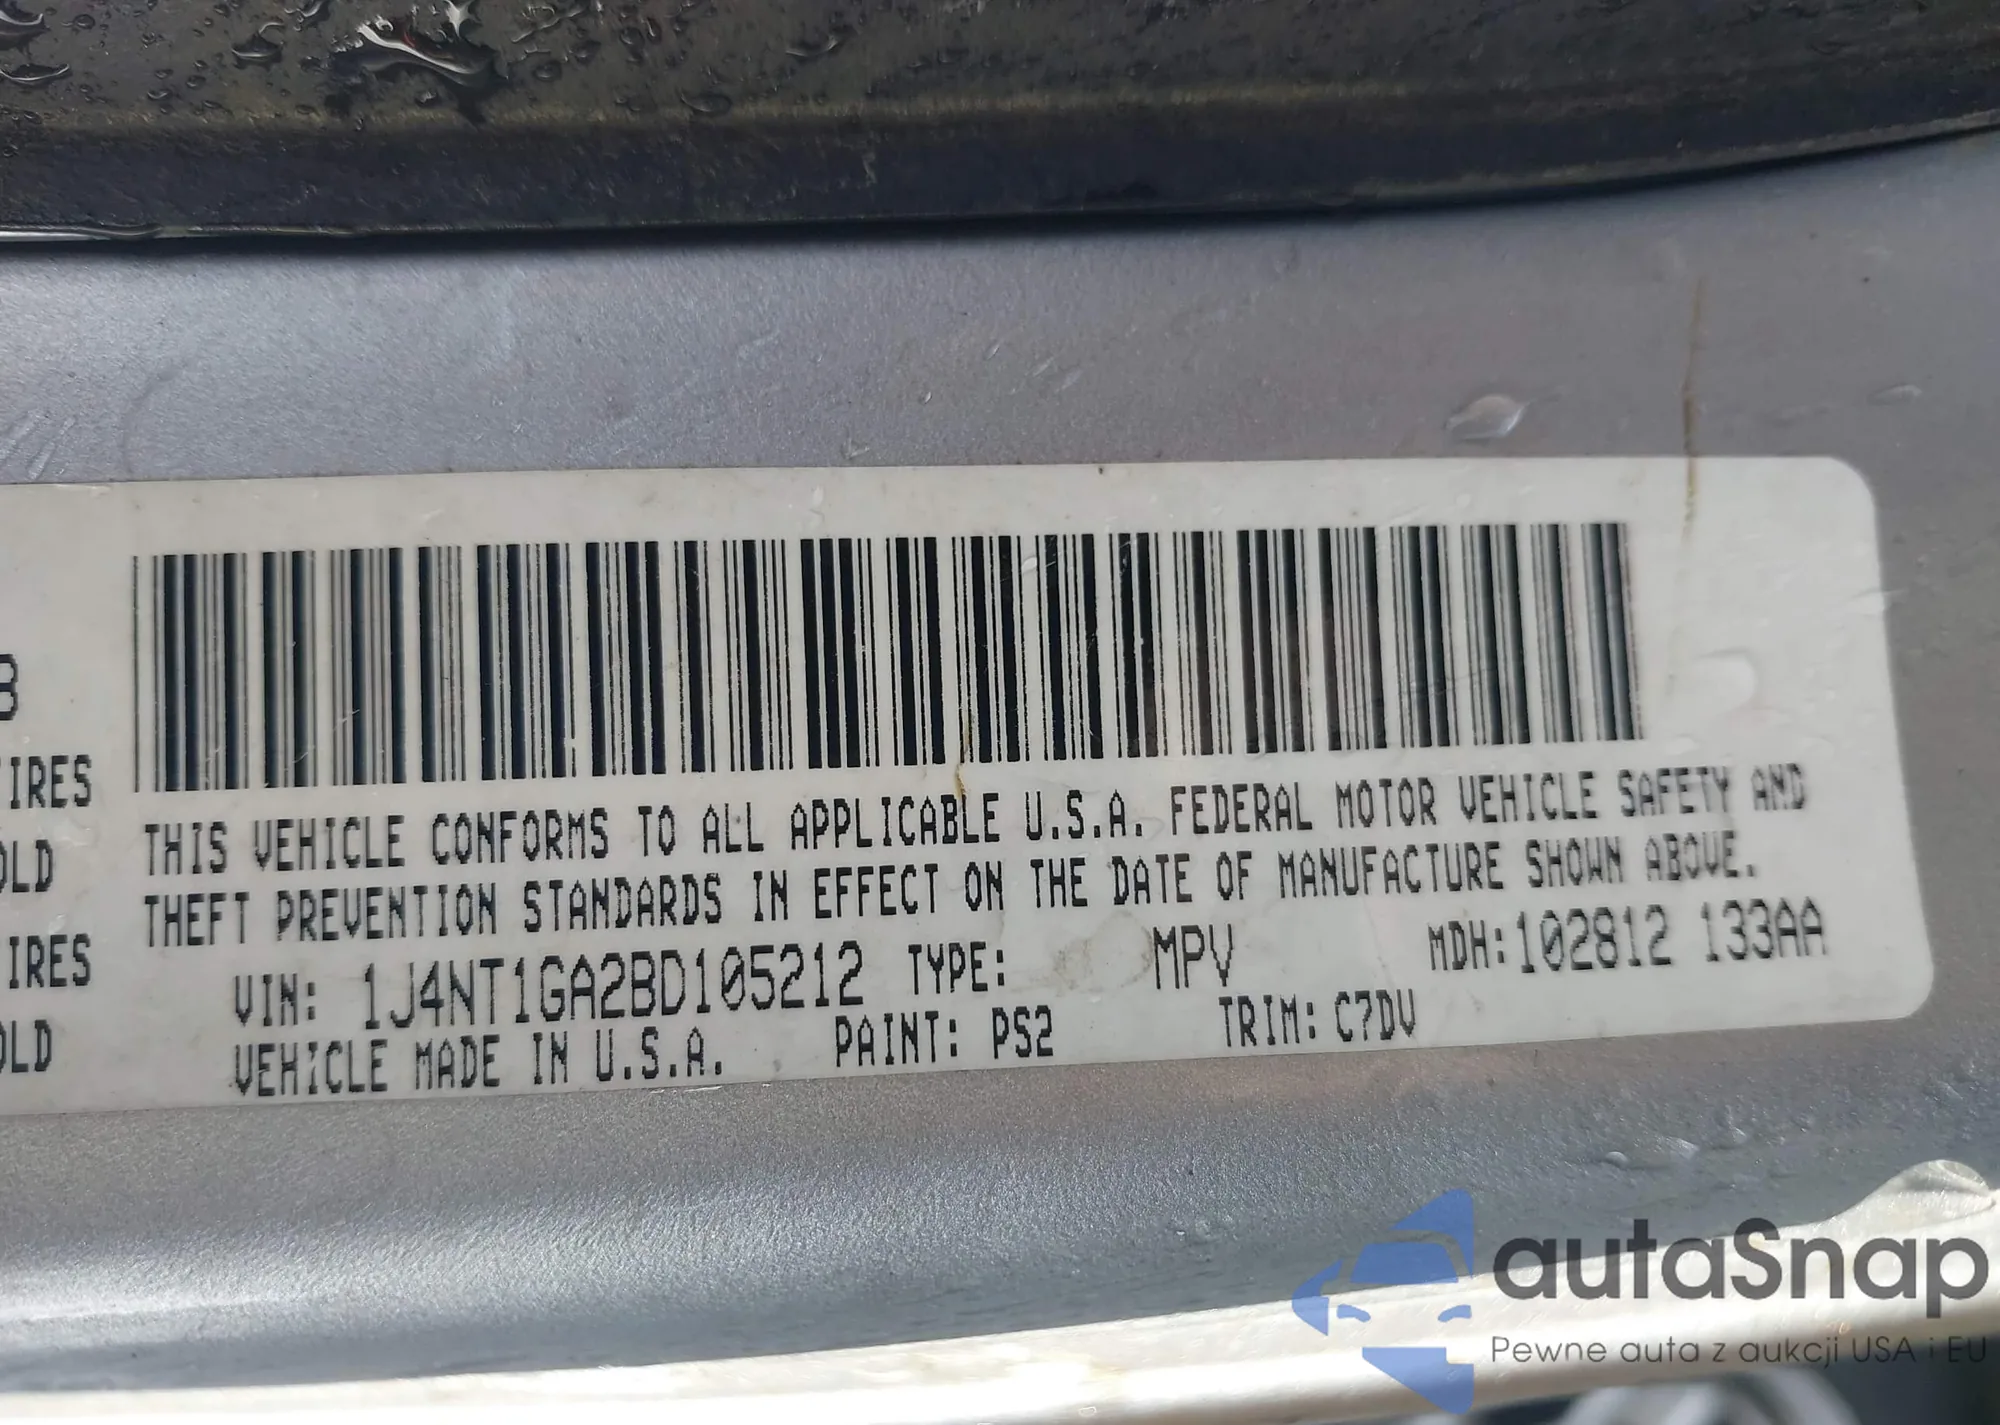 B
IRES
OLD
IRES
OLD
THIS VEHICLE CONFORMS TO ALL APPLICABLE U.S.A. FEDERAL MOTOR VEHICLE SAFETY AND
THEFT PREVENTION STANDARDS IN EFFECT ON THE DATE OF MANUFACTURE SHOWN ABOVE.
VIN: 1J4NT1GA2BD105212 TYPE: MPV MDH:102812 133AA
VEHICLE MADE IN U.S.A. PAINT: PS2 TRIM: C7DV
autaSnap
Pewne auta z aukcji USA i EU